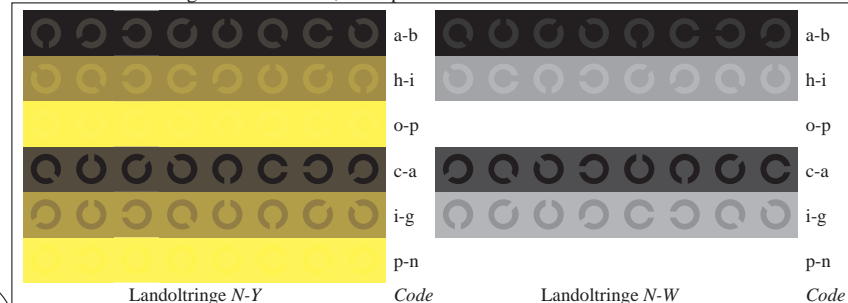 a-b a-b
h-i h-i
o-p o-p
c-a c-a
i-g i-g
p-n p-n
Landoltringe N-Y Code Landoltringe N-W Code